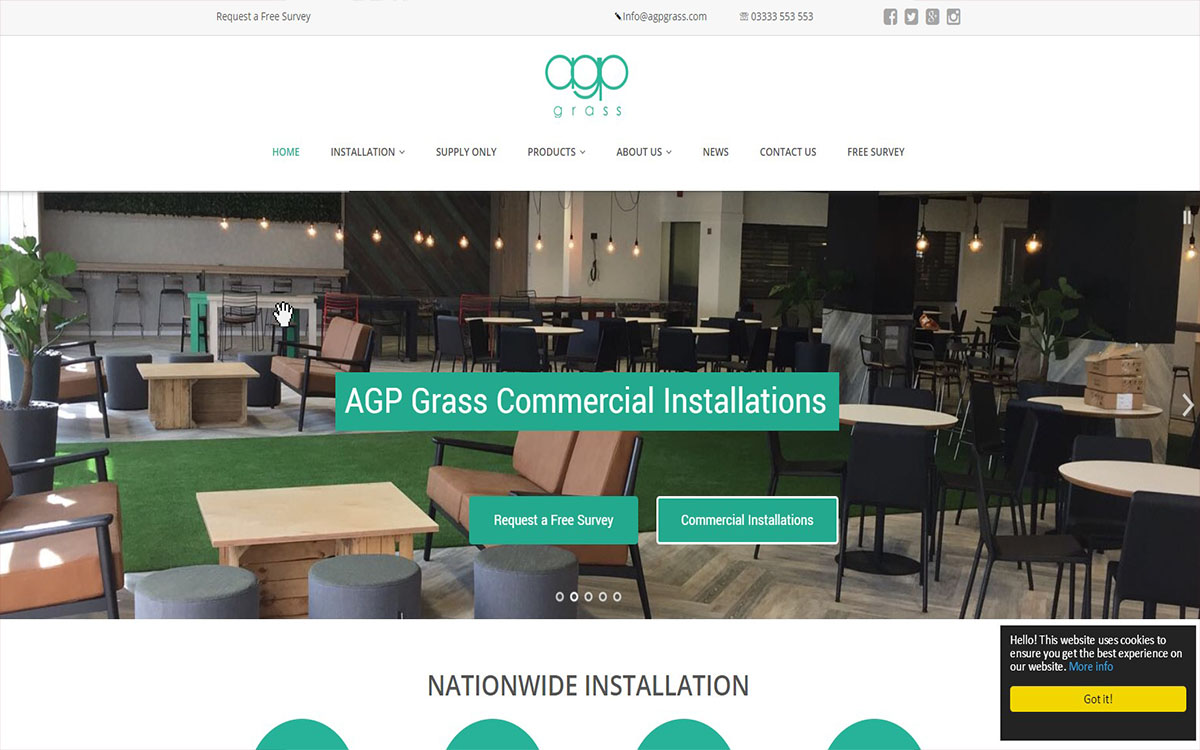 Request a Free Survey
Info@agpgrass.com
03333 553 553
agp
grass
HOME
INSTALLATION
SUPPLY ONLY
PRODUCTS
ABOUT US
NEWS
CONTACT US
FREE SURVEY
AGP Grass Commercial Installations
Request a Free Survey
Commercial Installations
NATIONWIDE INSTALLATION
Hello! This website uses cookies to
ensure you get the best experience on
our website. More info
Got it!